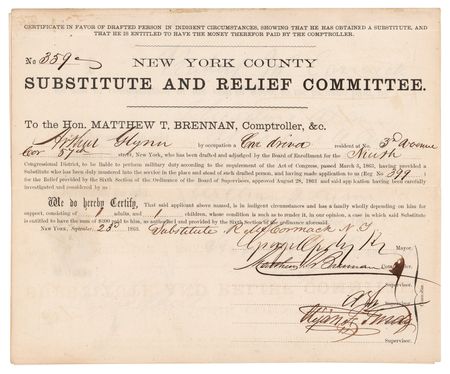 CERTIFICATE IN FAVOR OF DRAFTED PERSON IN INDIGENT CIRCUMSTANCES, SHOWING THAT HE HAS OBTAINED A SUBSTITUTE, AND
THAT HE IS ENTITLED TO HAVE THE MONEY THEREFOR PAID BY THE COMPTROLLER.
No 359
NEW YORK COUNTY
SUBSTITUTE AND RELIEF COMMITTEE.
To the Hon. MATTHEW T. BRENNAN, Comptroller, &c.
Arthur Glynn by occupation a Car driver resident at No 3d Avenue
Cor 57 street, New York, who has been drafted and adjudged by the Board of Enrollment for the
Congressional District, to be liable to perform military duty according to the requirement of the Act of Congress, passed March 3, 1863, having provided a
Substitute who has been duly mustered into the service in the place and stead of such drafted person, and having made application to us (Reg No 399 )
for the Relief provided by the Sixth Section of the Ordinance of the Board of Supervisors, approved August 28, 1863 and said application having been carefully
investigated and considered by us:
We do hereby Certify, That said applicant above named, is in indigent circumstances and has a family wholly depending on him for
support, consisting of adults, and 1 children, whose condition is such as to render it, in our opinion, a case in which said Substitute
is entitled to have the sum of $300 paid to him, as authorized and provided by the Sixth Section of the ordinance aforesaid.
New York, September 23d 1863. Substitute McCormack
Mayor
Matthew T. Brennan Comptroller.
Supervisor.
Supervisor.
Committee